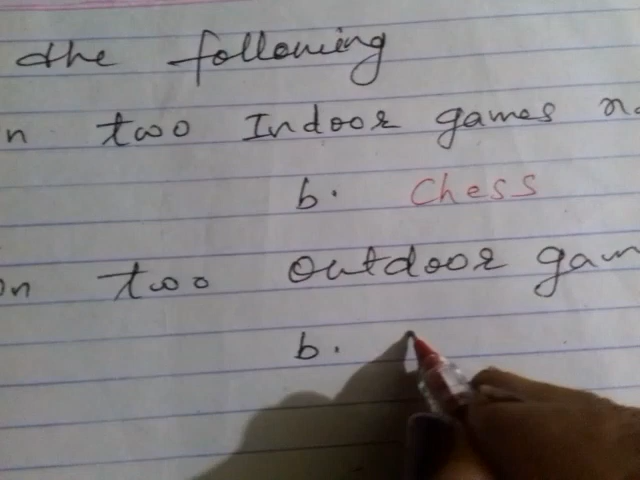 the following
two Indoor games
b. Chess
two outdoor
b.